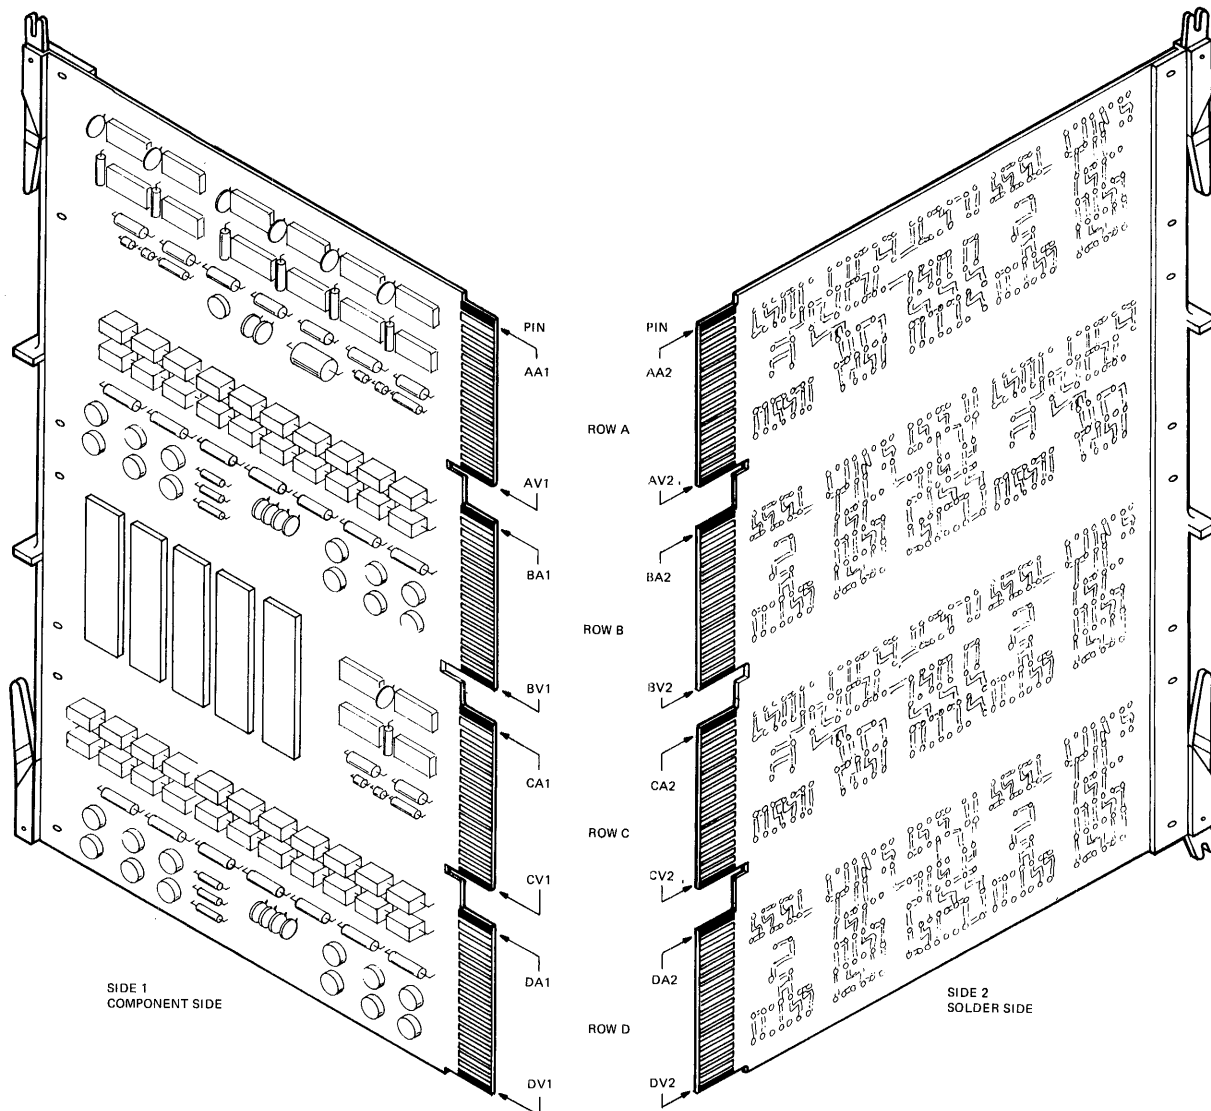 PIN
PIN
AA1
AA2
ROW A
AV1
AV2
BA1
BA2
ROW B
BV1
BV2
CA1
CA2
ROW C
CV1
CV2
DA1
DA2
SIDE 1
COMPONENT SIDE
SIDE 2
SOLDER SIDE
ROW D
DV1
DV2